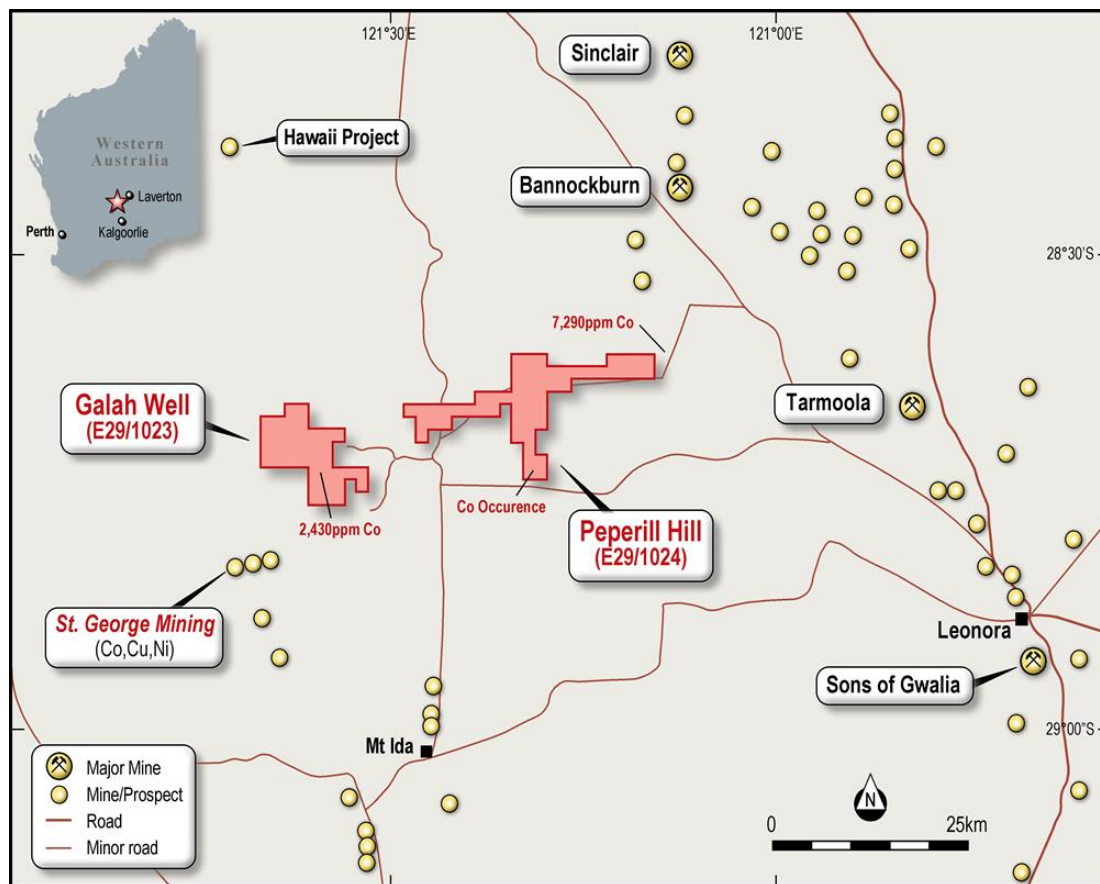 121°30'E
121°00'E
Sinclair
Western
Australia
Hawaii Project
Laverton
Perth
Kalgoorlie
Bannockburn
28°30'S
7,290ppm Co
Galah Well
(E29/1023)
Tarmoola
2,430ppm Co
Co Occurence
Peperill Hill
(E29/1024)
St. George Mining
(Co,Cu,Ni)
Leonora
Sons of Gwalia
Mt Ida
29°00"S
Major Mine
Mine/Prospect
Road
Minor road
N
0 25km